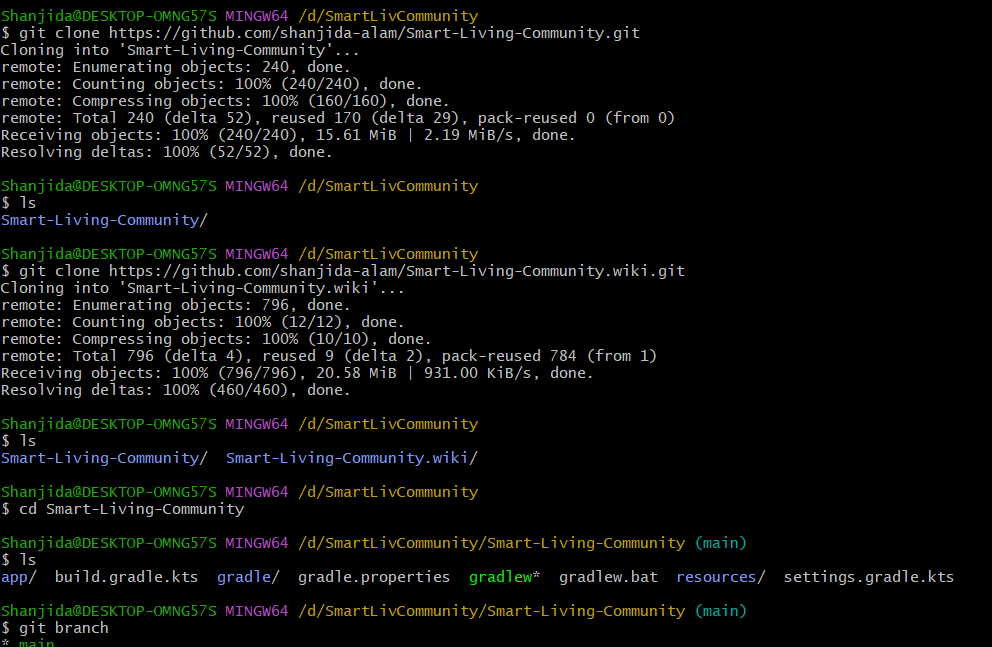 Shanjida@DESKTOP-OMNG57S MINGW64 /d/SmartLivCommunity
$ git clone https://github.com/shanjida-alam/Smart-Living-Community.git
Cloning into 'Smart-Living-Community'...
remote: Enumerating objects: 240, done.
remote: Counting objects: 100% (240/240), done.
remote: Compressing objects: 100% (160/160), done.
remote: Total 240 (delta 52), reused 170 (delta 29), pack-reused 0 (from 0)
Receiving objects: 100% (240/240), 15.61 MiB | 2.19 MiB/s, done.
Resolving deltas: 100% (52/52), done.
Shanjida@DESKTOP-OMNG57S MINGW64 /d/SmartLivCommunity
$ ls
Smart-Living-Community/
Shanjida@DESKTOP-OMNG57S MINGW64 /d/SmartLivCommunity
$ git clone https://github.com/shanjida-alam/Smart-Living-Community.wiki.git
Cloning into 'Smart-Living-Community.wiki'...
remote: Enumerating objects: 796, done.
remote: Counting objects: 100% (12/12), done.
remote: Compressing objects: 100% (10/10), done.
remote: Total 796 (delta 4), reused 9 (delta 2), pack-reused 784 (from 1)
Receiving objects: 100% (796/796), 20.58 MiB | 931.00 KiB/s, done.
Resolving deltas: 100% (460/460), done.
Shanjida@DESKTOP-OMNG57S MINGW64 /d/SmartLivCommunity
$ ls
Smart-Living-Community/  Smart-Living-Community.wiki/
Shanjida@DESKTOP-OMNG57S MINGW64 /d/SmartLivCommunity
$ cd Smart-Living-Community
Shanjida@DESKTOP-OMNG57S MINGW64 /d/SmartLivCommunity/Smart-Living-Community (main)
$ ls
app/  build.gradle.kts  gradle/  gradle.properties  gradlew*  gradlew.bat  resources/  settings.gradle.kts
Shanjida@DESKTOP-OMNG57S MINGW64 /d/SmartLivCommunity/Smart-Living-Community (main)
$ git branch
* main